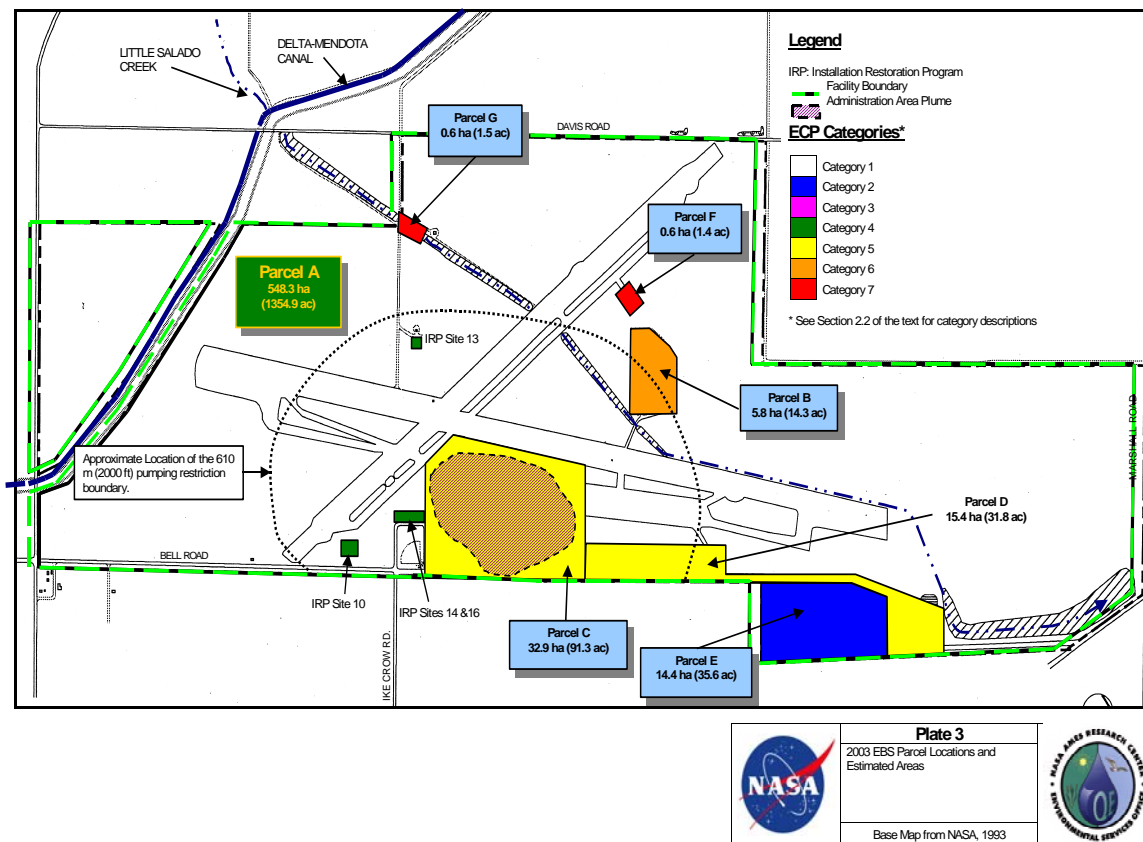 LITTLE SALADO
CREEK
DELTA-MENDOTA
CANAL
Parcel G
0.6 ha (1.5 ac)
DAVIS ROAD
Legend
IRP: Installation Restoration Program
Facility Boundary
Administration Area Plume
ECP Categories*
Category 1
Category 2
Category 3
Category 4
Category 5
Category 6
Category 7
* See Section 2.2 of the text for category descriptions
Parcel F
0.6 ha (1.4 ac)
Parcel A
548.3 ha
(1354.9 ac)
IRP Site 13
Parcel B
5.8 ha (14.3 ac)
MARSHALL ROAD
Approximate Location of the 610
m (2000 ft) pumping restriction
boundary.
Parcel D
15.4 ha (31.8 ac)
BELL ROAD
IRP Site 10
IRP Sites 14 &16
IKE CROW RD.
Parcel C
32.9 ha (91.3 ac)
Parcel E
14.4 ha (35.6 ac)
NASA
Plate 3
2003 EBS Parcel Locations and
Estimated Areas
Base Map from NASA, 1993
NASA AMES RESEARCH CENTER
ENVIRONMENTAL SERVICES OFFICE